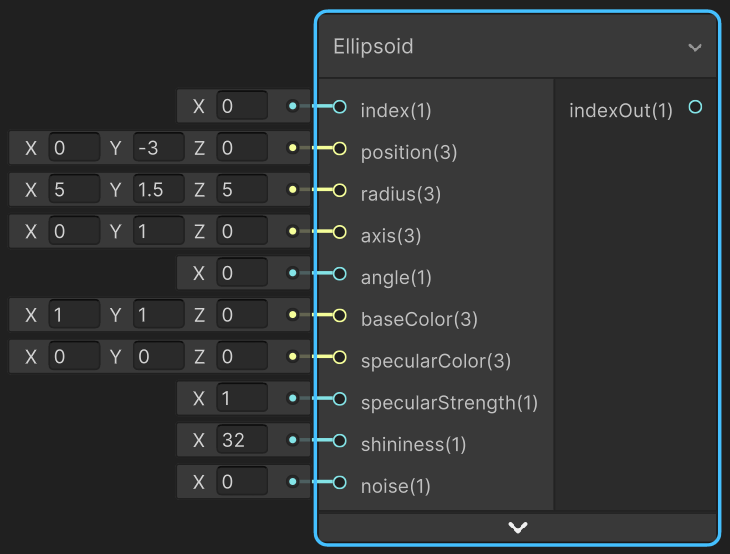 Ellipsoid
X 0 index(1) indexOut(1)
X 0 Y -3 Z 0 position(3)
X 5 Y 1.5 Z 5 radius(3)
X 0 Y 1 Z 0 axis(3)
X 0 angle(1)
X 1 Y 1 Z 0 baseColor(3)
X 0 Y 0 Z 0 specularColor(3)
X 1 specularStrength(1)
X 32 shininess(1)
X 0 noise(1)